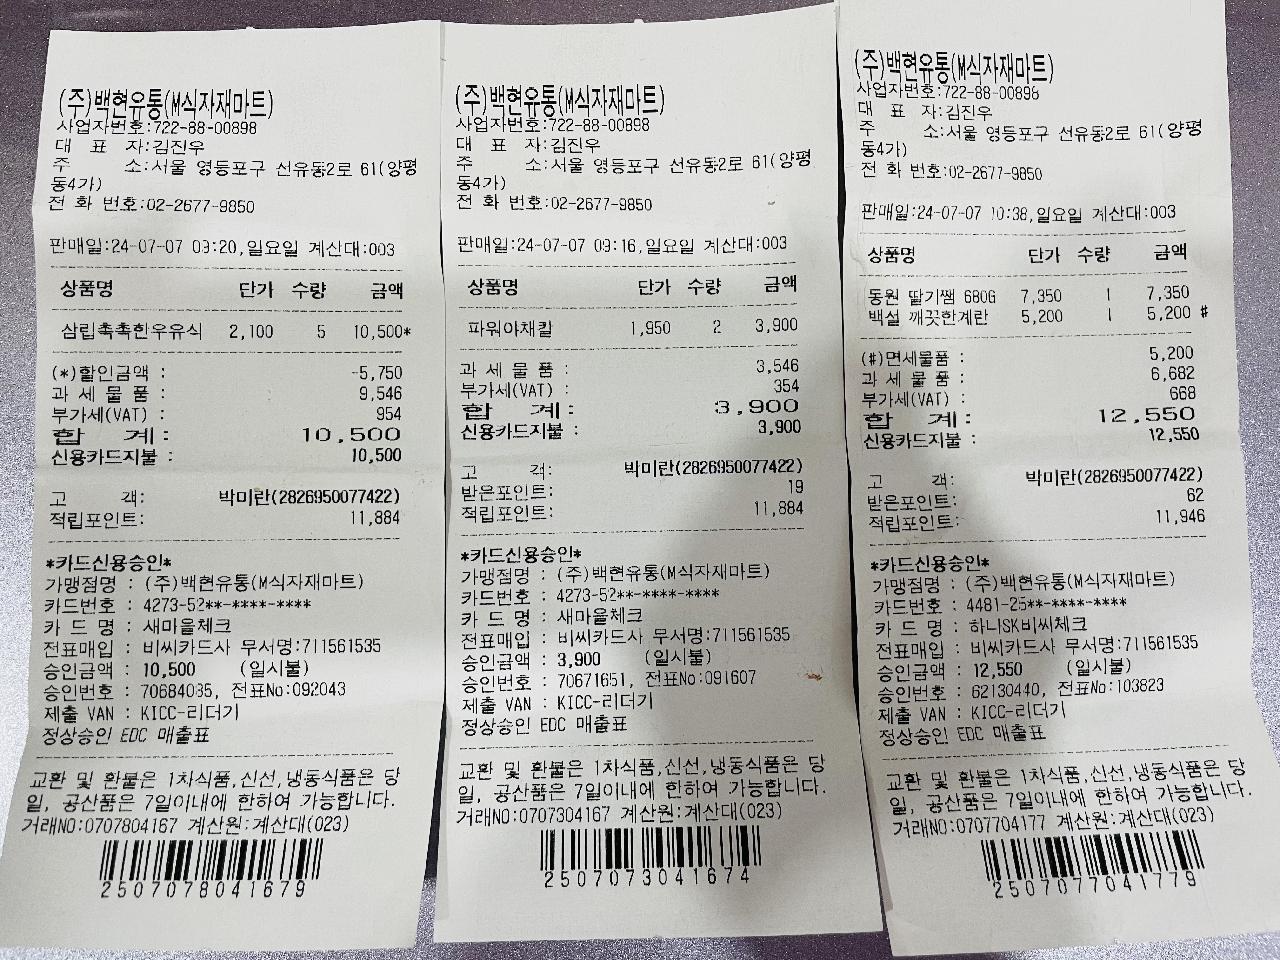 (주)백현유통(M식자재마트)
사업자번호:722-88-00898
대 표 자:김진우
주 소:서울 영등포구 선유동2로 61(양평
동4가)
전 화 번호:02-2677-9850
판매일:24-07-07 09:20,일요일 계산대:003
상품명 단가 수량 금액
삼립촉촉한우유식 2,100 5 10,500*
(*)할인금액 : -5,750
과 세 물 품 : 9,546
부가세(VAT) : 954
합 계: 10,500
신용카드지불 : 10,500
고 객: 박미란(2826950077422)
적립포인트: 11,884
*카드신용승인*
가맹점명 : (주)백현유통(M식자재마트)
카드번호 : 4273-52**-****-****
카 드 명 : 새마을체크
전표매입 : 비씨카드사 무서명:711561535
승인금액 : 10,500 (일시불)
승인번호 : 70684035, 전표No:092043
제출 VAN : KICC-리더기
정상승인 EDC 매출표
교환 및 환불은 1차식품,신선,냉동식품은 당
일, 공산품은 7일이내에 한하여 가능합니다.
거래NO:0707804167 계산원:계산대(023)
2507078041679
(주)백현유통(M식자재마트)
사업자번호:722-88-00898
대 표 자:김진우
주 소:서울 영등포구 선유동2로 61(양평
동4가)
전 화 번호:02-2677-9850
판매일:24-07-07 09:16,일요일 계산대:003
상품명 단가 수량 금액
파워야채칼 1,950 2 3,900
과 세 물 품 : 3,546
부가세(VAT) : 354
합 계: 3,900
신용카드지불 : 3,900
고 객: 박미란(2826950077422)
받은포인트: 19
적립포인트: 11,884
*카드신용승인*
가맹점명 : (주)백현유통(M식자재마트)
카드번호 : 4273-52**-****-****
카 드 명 : 새마을체크
전표매입 : 비씨카드사 무서명:711561535
승인금액 : 3,900 (일시불)
승인번호 : 70671651, 전표No:091607
제출 VAN : KICC-리더기
정상승인 EDC 매출표
교환 및 환불은 1차식품,신선,냉동식품은 당
일, 공산품은 7일이내에 한하여 가능합니다.
거래NO:0707304167 계산원:계산대(023)
2507073041674
(주)백현유통(M식자재마트)
사업자번호:722-88-00898
대 표 자:김진우
주 소:서울 영등포구 선유동2로 61(양평
동4가)
전 화 번호:02-2677-9850
판매일:24-07-07 10:38,일요일 계산대:003
상품명 단가 수량 금액
동원 딸기쨈 680G 7,350 1 7,350
백설 깨끗한계란 5,200 1 5,200 #
(#)면세물품 : 5,200
과 세 물 품 : 6,682
부가세(VAT) : 668
합 계: 12,550
신용카드지불 : 12,550
고 객: 박미란(2826950077422)
받은포인트: 62
적립포인트: 11,946
*카드신용승인*
가맹점명 : (주)백현유통(M식자재마트)
카드번호 : 4481-25**-****-****
카 드 명 : 하나SK비씨체크
전표매입 : 비씨카드사 무서명:711561535
승인금액 : 12,550 (일시불)
승인번호 : 62130440, 전표No:103823
제출 VAN : KICC-리더기
정상승인 EDC 매출표
교환 및 환불은 1차식품,신선,냉동식품은 당
일, 공산품은 7일이내에 한하여 가능합니다.
거래NO:0707704177 계산원:계산대(023)
2507077041779